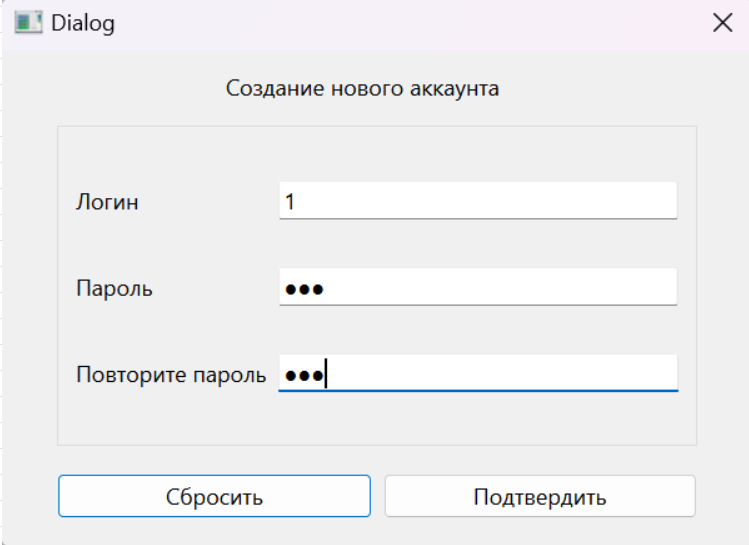 Dialog
Создание нового аккаунта
Логин 1
Пароль ●●●
Повторите пароль ●●●
Сбросить Подтвердить